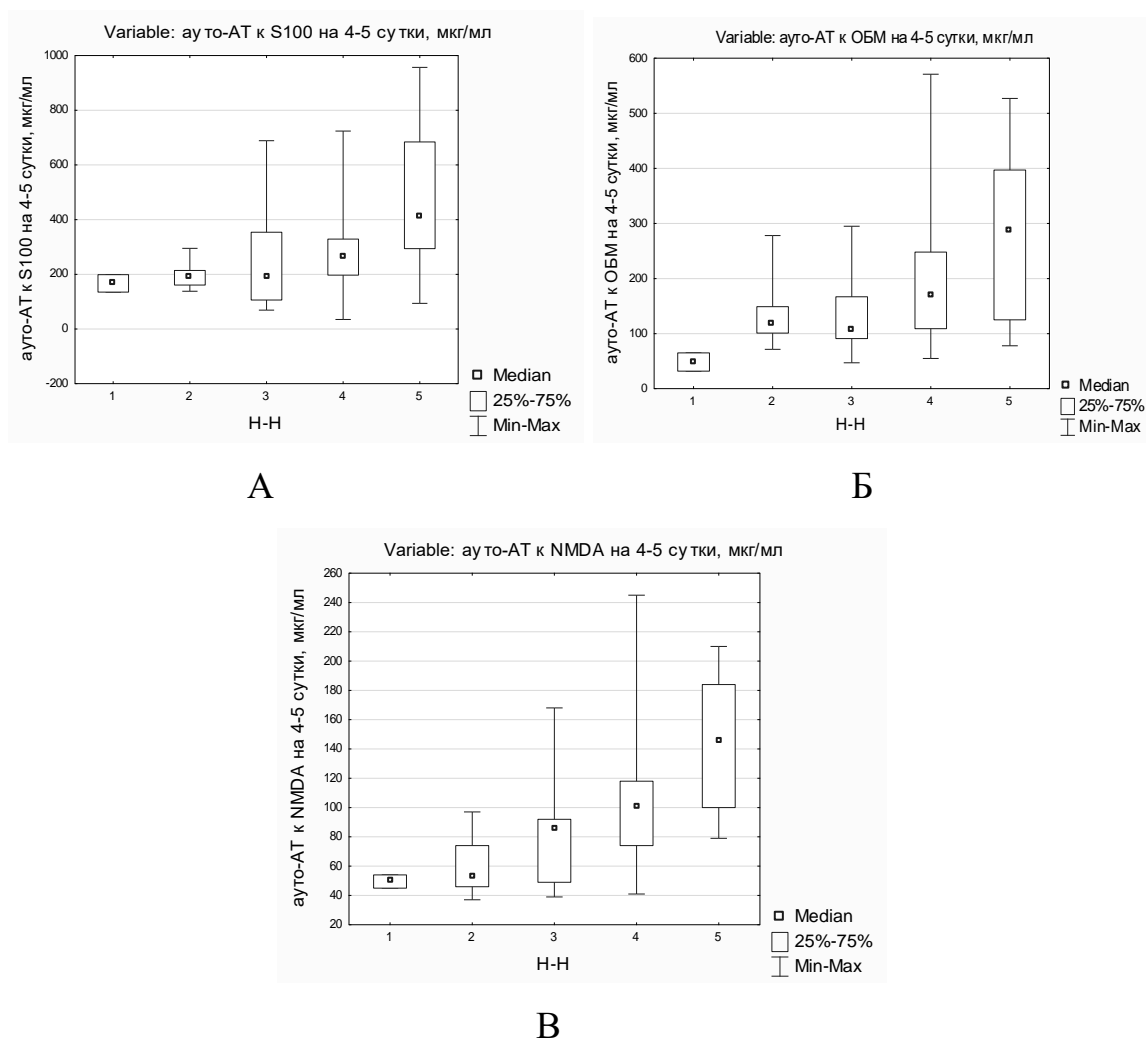 Variable: ауто-АТ к S100 на 4-5 сутки, мкг/мл
ауто-АТ к S100 на 4-5 сутки, мкг/мл
1000
800
600
400
200
0
-200
1 2 3 4 5
H-H
Median
25%-75%
Min-Max
А
Variable: ауто-АТ к ОБМ на 4-5 сутки, мкг/мл
ауто-АТ к ОБМ на 4-5 сутки, мкг/мл
600
500
400
300
200
100
0
1 2 3 4 5
H-H
Median
25%-75%
Min-Max
Б
Variable: ауто-АТ к NMDA на 4-5 сутки, мкг/мл
ауто-АТ к NMDA на 4-5 сутки, мкг/мл
260
240
220
200
180
160
140
120
100
80
60
40
20
1 2 3 4 5
H-H
Median
25%-75%
Min-Max
В